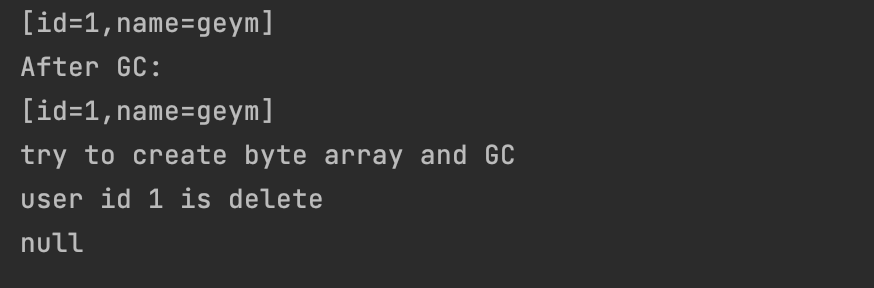 [id=1,name=geym]
After GC:
[id=1,name=geym]
try to create byte array and GC
user id 1 is delete
null